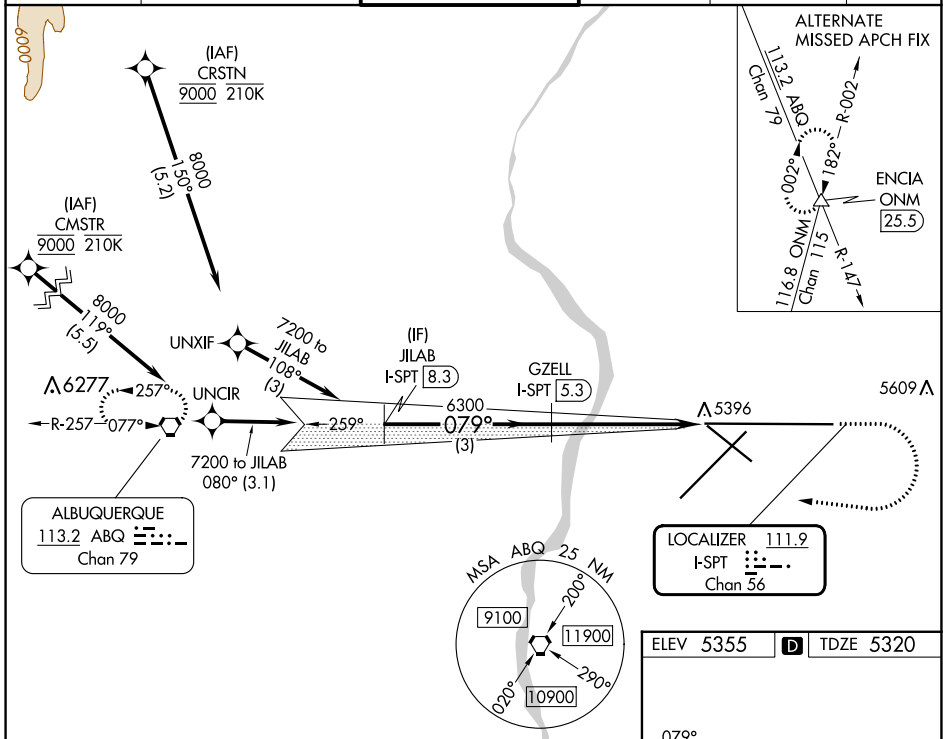 6000
(IAF)
CRSTN
9000 210K
8000
150°
(5.2)
(IAF)
CMSTR
9000 210K
8000
119°
(5.5)
ALTERNATE
MISSED APCH FIX
113.2 ABQ
Chan 79
R-002
002°
182°
ENCIA
ONM
25.5
116.8 ONM
Chan 115
R-147
UNXIF
7200 to
JILAB
108°
(3)
(IF)
JILAB
I-SPT 8.3
GZELL
I-SPT 5.3
6277
257°
UNCIR
R-257
077°
259°
6300
079°
(3)
5396
5609
7200 to JILAB
080° (3.1)
ALBUQUERQUE
113.2 ABQ
Chan 79
LOCALIZER 111.9
I-SPT
Chan 56
MSA ABQ 25 NM
200°
9100
11900
290°
020°
10900
ELEV 5355 D TDZE 5320
079°